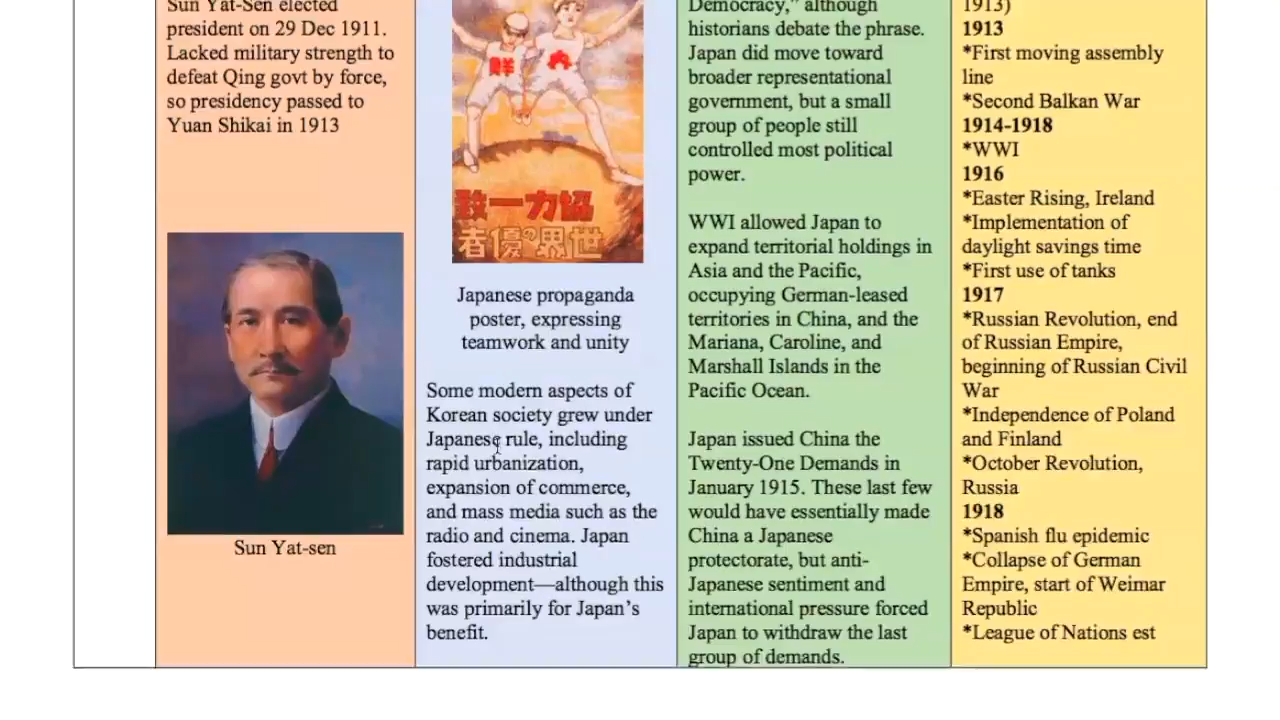 Sun Yat-Sen elected
president on 29 Dec 1911.
Lacked military strength to
defeat Qing govt by force,
so presidency passed to
Yuan Shikai in 1913
Sun Yat-sen
鮮
内
致一力協
者優の界世
Japanese propaganda
poster, expressing
teamwork and unity
Some modern aspects of
Korean society grew under
Japanese rule, including
rapid urbanization,
expansion of commerce,
and mass media such as the
radio and cinema. Japan
fostered industrial
development—although this
was primarily for Japan’s
benefit.
Democracy,” although
historians debate the phrase.
Japan did move toward
broader representational
government, but a small
group of people still
controlled most political
power.
WWI allowed Japan to
expand territorial holdings in
Asia and the Pacific,
occupying German-leased
territories in China, and the
Mariana, Caroline, and
Marshall Islands in the
Pacific Ocean.
Japan issued China the
Twenty-One Demands in
January 1915. These last few
would have essentially made
China a Japanese
protectorate, but anti-
Japanese sentiment and
international pressure forced
Japan to withdraw the last
group of demands.
1913)
1913
*First moving assembly
line
*Second Balkan War
1914-1918
*WWI
1916
*Easter Rising, Ireland
*Implementation of
daylight savings time
*First use of tanks
1917
*Russian Revolution, end
of Russian Empire,
beginning of Russian Civil
War
*Independence of Poland
and Finland
*October Revolution,
Russia
1918
*Spanish flu epidemic
*Collapse of German
Empire, start of Weimar
Republic
*League of Nations est